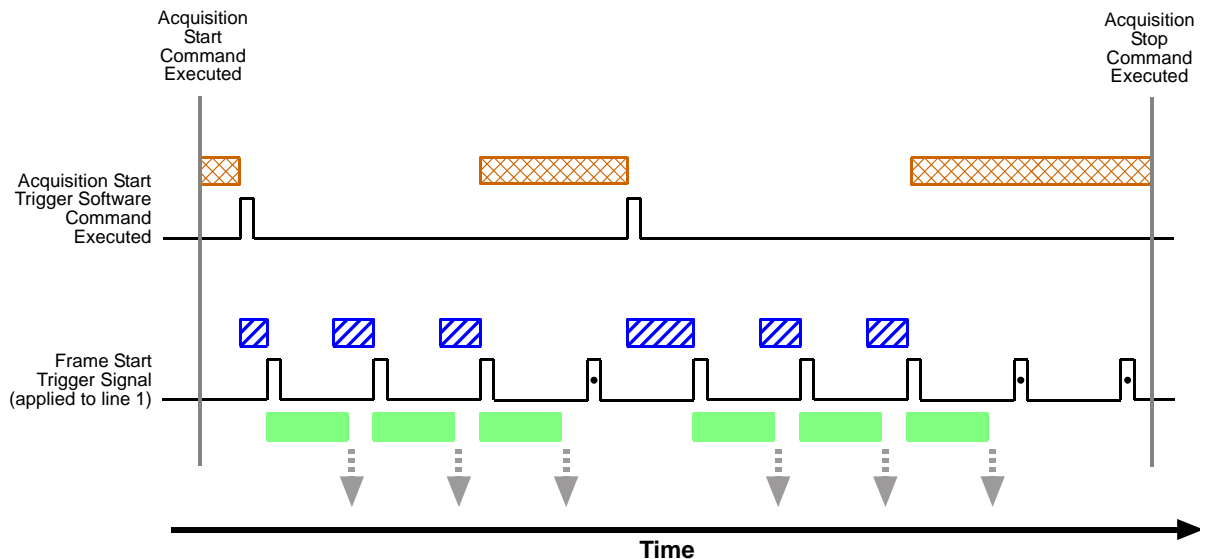 Acquisition
Start
Command
Executed
Acquisition
Stop
Command
Executed
Acquisition Start
Trigger Software
Command
Executed
Frame Start
Trigger Signal
(applied to line 1)
Time